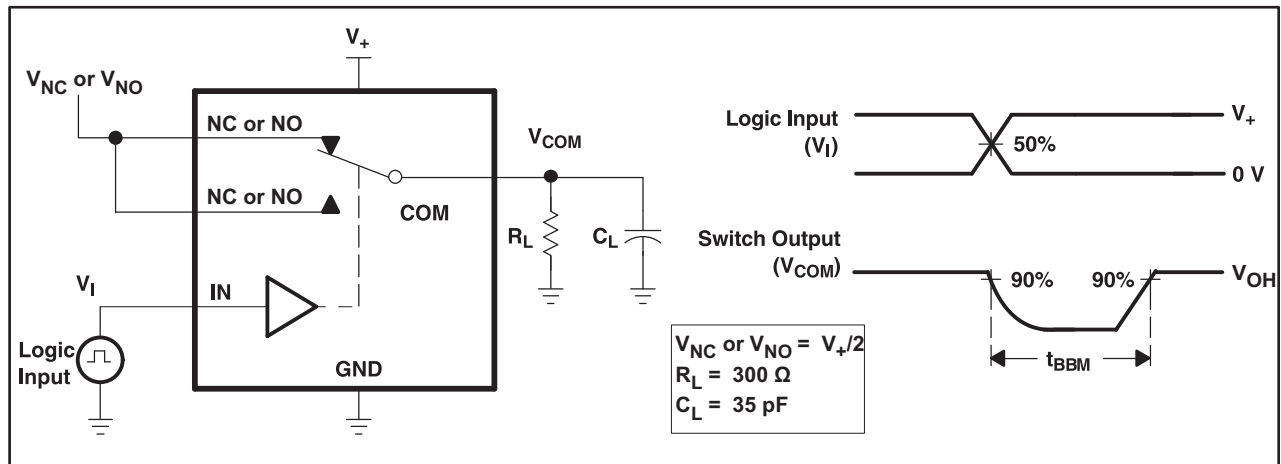 V+
VNC or VNO
NC or NO
VCOM
NC or NO
COM
RL
CL
VI
IN
Logic
Input
GND
VNC or VNO = V+/2
RL = 300 Ω
CL = 35 pF
Logic Input
(VI)
V+
50%
0 V
Switch Output
(VCOM)
90%
90%
VOH
tBBM